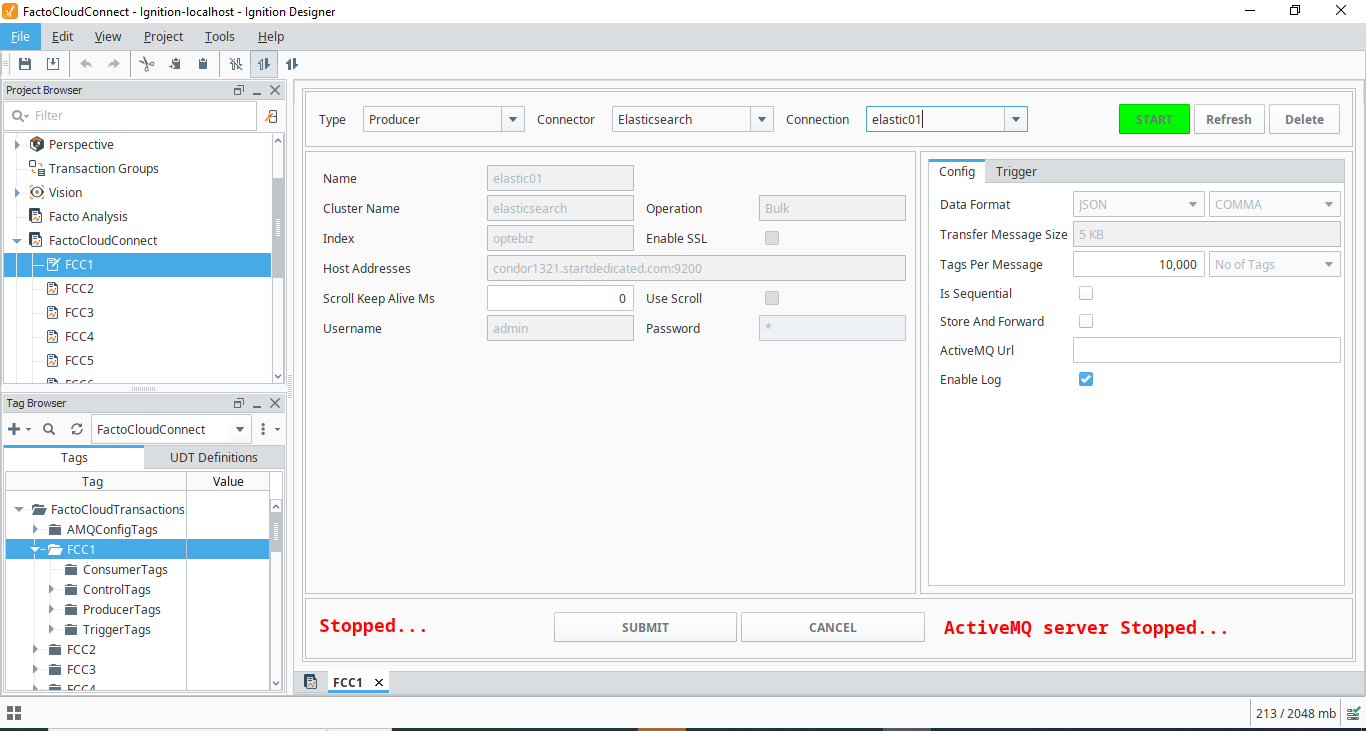 FactoCloudConnect - Ignition-localhost - Ignition Designer
File Edit View Project Tools Help
Project Browser
Filter
Perspective
Transaction Groups
Vision
Facto Analysis
FactoCloudConnect
FCC1
FCC2
FCC3
FCC4
FCC5
FCC6
Tag Browser
FactoCloudConnect
Tags UDT Definitions
Tag Value
FactoCloudTransactions
AMQConfigTags
FCC1
ConsumerTags
ControlTags
ProducerTags
TriggerTags
FCC2
FCC3
FCC4
Type Producer Connector Elasticsearch Connection elastic01 START Refresh Delete
Name elastic01
Cluster Name elasticsearch Operation Bulk
Index optebiz Enable SSL
Host Addresses condor1321.startdedicated.com:9200
Scroll Keep Alive Ms 0 Use Scroll
Username admin Password *
Config Trigger
Data Format JSON COMMA
Transfer Message Size 5 KB
Tags Per Message 10,000 No of Tags
Is Sequential
Store And Forward
ActiveMQ Url
Enable Log
Stopped... SUBMIT CANCEL ActiveMQ server Stopped...
FCC1
213 / 2048 mb